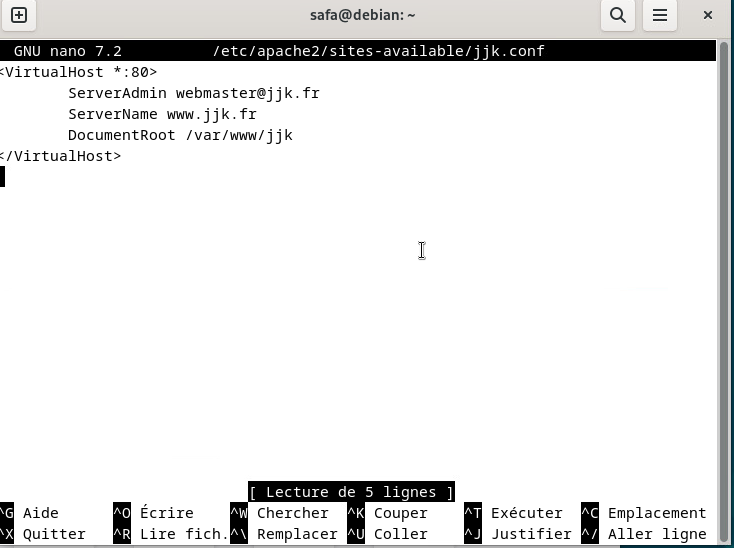 safa@debian: ~
GNU nano 7.2 /etc/apache2/sites-available/jjk.conf
<VirtualHost *:80>
ServerAdmin webmaster@jjk.fr
ServerName www.jjk.fr
DocumentRoot /var/www/jjk
</VirtualHost>
[ Lecture de 5 lignes ]
^G Aide ^O Écrire ^W Chercher ^K Couper ^T Exécuter ^C Emplacement
^X Quitter ^R Lire fich. ^\ Remplacer ^U Coller ^J Justifier ^/ Aller ligne